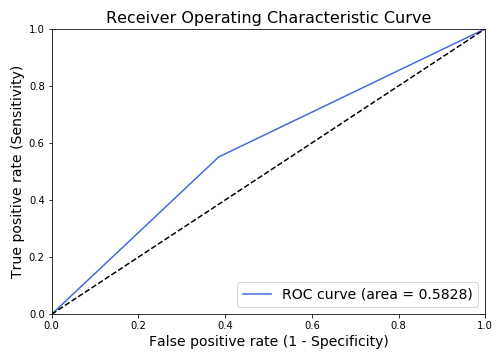 Receiver Operating Characteristic Curve
True positive rate (Sensitivity)
1.0
0.8
0.6
0.4
0.2
0.0
ROC curve (area = 0.5828)
0.0 0.2 0.4 0.6 0.8 1.0
False positive rate (1 - Specificity)